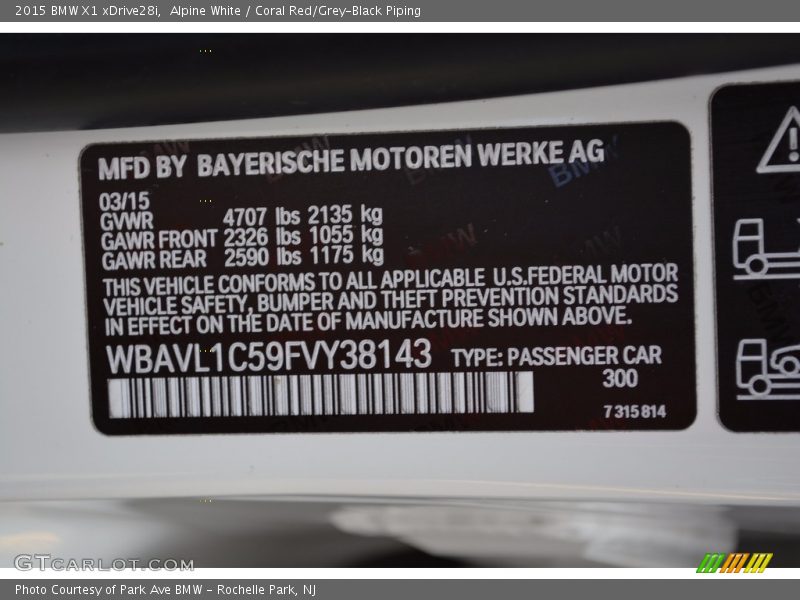 2015 BMW X1 xDrive28i, Alpine White / Coral Red/Grey-Black Piping
MFD BY BAYERISCHE MOTOREN WERKE AG
03/15
GVWR 4707 lbs 2135 kg
GAWR FRONT 2326 lbs 1055 kg
GAWR REAR 2590 lbs 1175 kg
THIS VEHICLE CONFORMS TO ALL APPLICABLE U.S.FEDERAL MOTOR
VEHICLE SAFETY, BUMPER AND THEFT PREVENTION STANDARDS
IN EFFECT ON THE DATE OF MANUFACTURE SHOWN ABOVE.
WBAVL1C59FVY38143 TYPE: PASSENGER CAR
300
7 315 814
GTCARLOT.COM
Photo Courtesy of Park Ave BMW - Rochelle Park, NJ